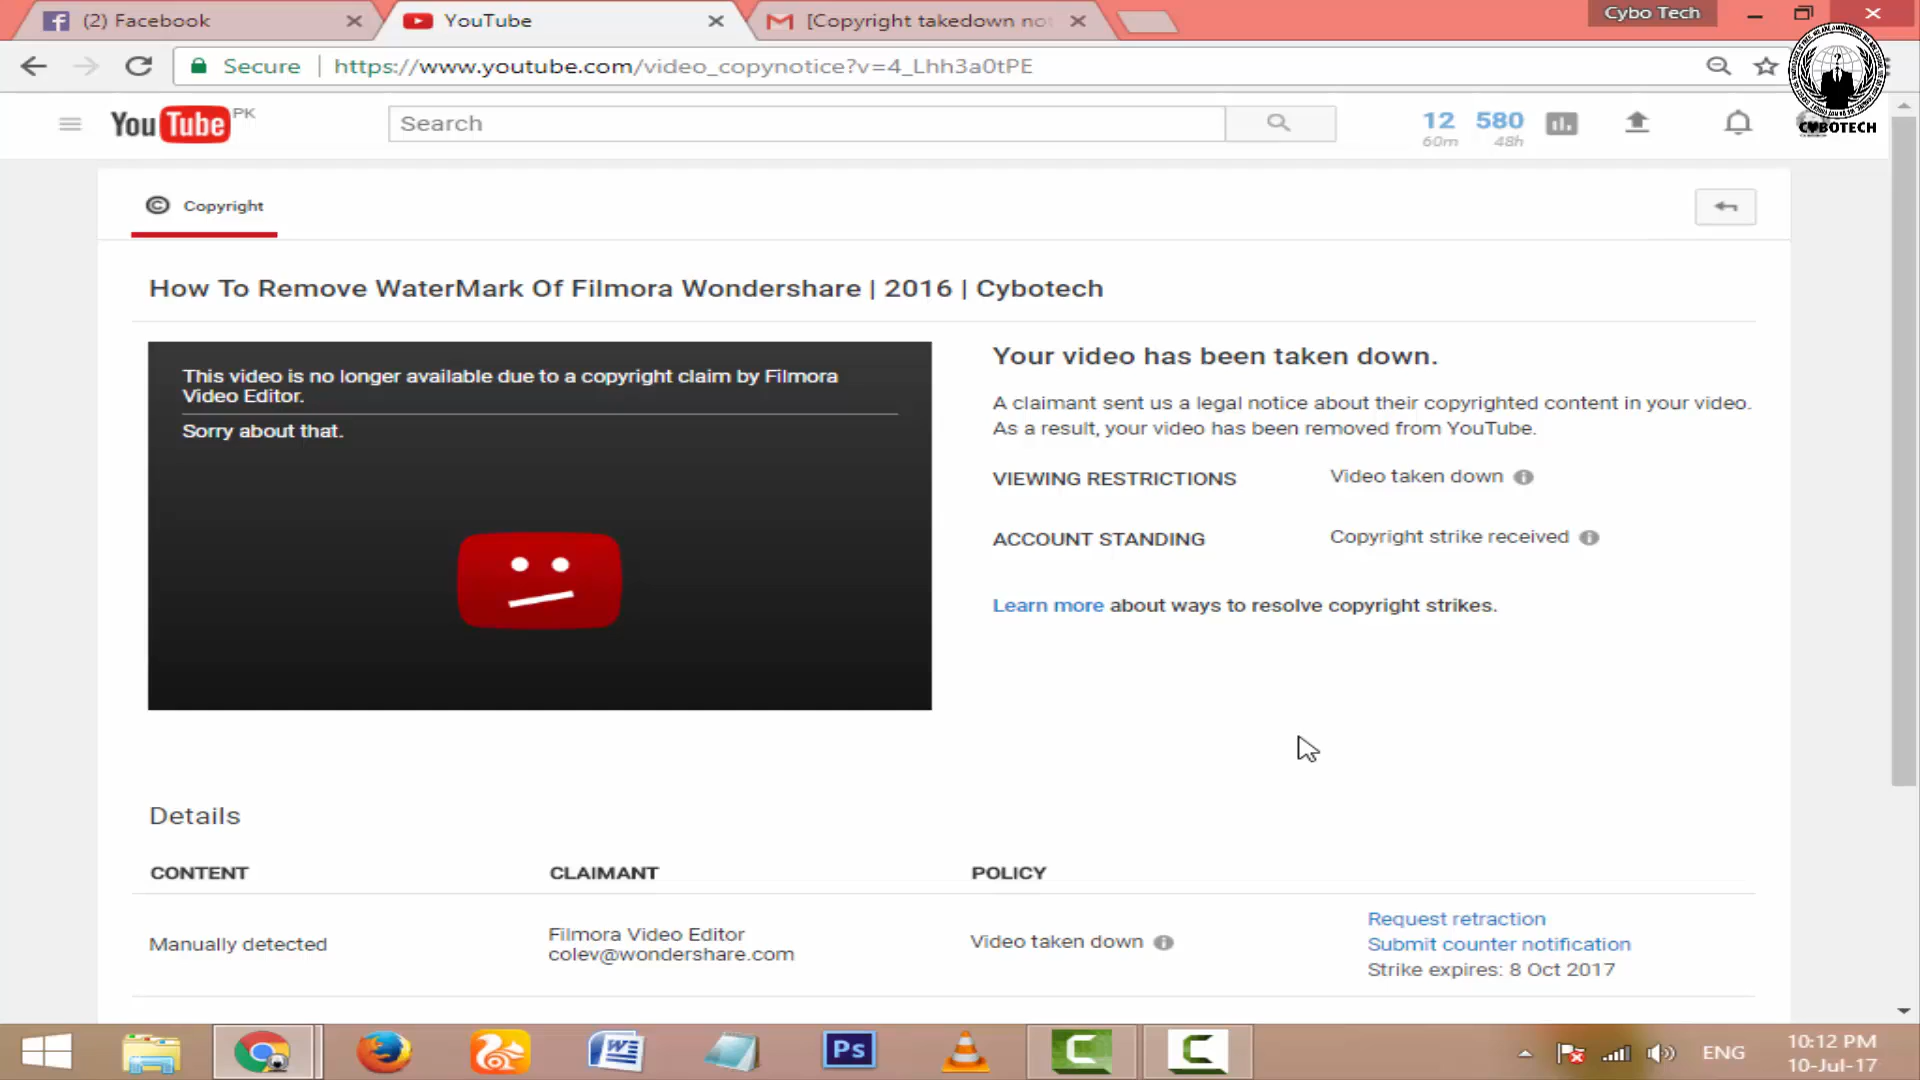 (2) Facebook
YouTube
[Copyright takedown no
Cybo Tech
Secure
https://www.youtube.com/video_copynotice?v=4_Lhh3a0tPE
YouTube PK
Search
12 580
60m 48h
CYBOTECH
Copyright
How To Remove WaterMark Of Filmora Wondershare | 2016 | Cybotech
This video is no longer available due to a copyright claim by Filmora
Video Editor.
Sorry about that.
Your video has been taken down.
A claimant sent us a legal notice about their copyrighted content in your video.
As a result, your video has been removed from YouTube.
VIEWING RESTRICTIONS Video taken down
ACCOUNT STANDING Copyright strike received
Learn more about ways to resolve copyright strikes.
Details
CONTENT CLAIMANT POLICY
Manually detected
Filmora Video Editor
colev@wondershare.com
Video taken down
Request retraction
Submit counter notification
Strike expires: 8 Oct 2017
Ps
ENG
10:12 PM
10-Jul-17